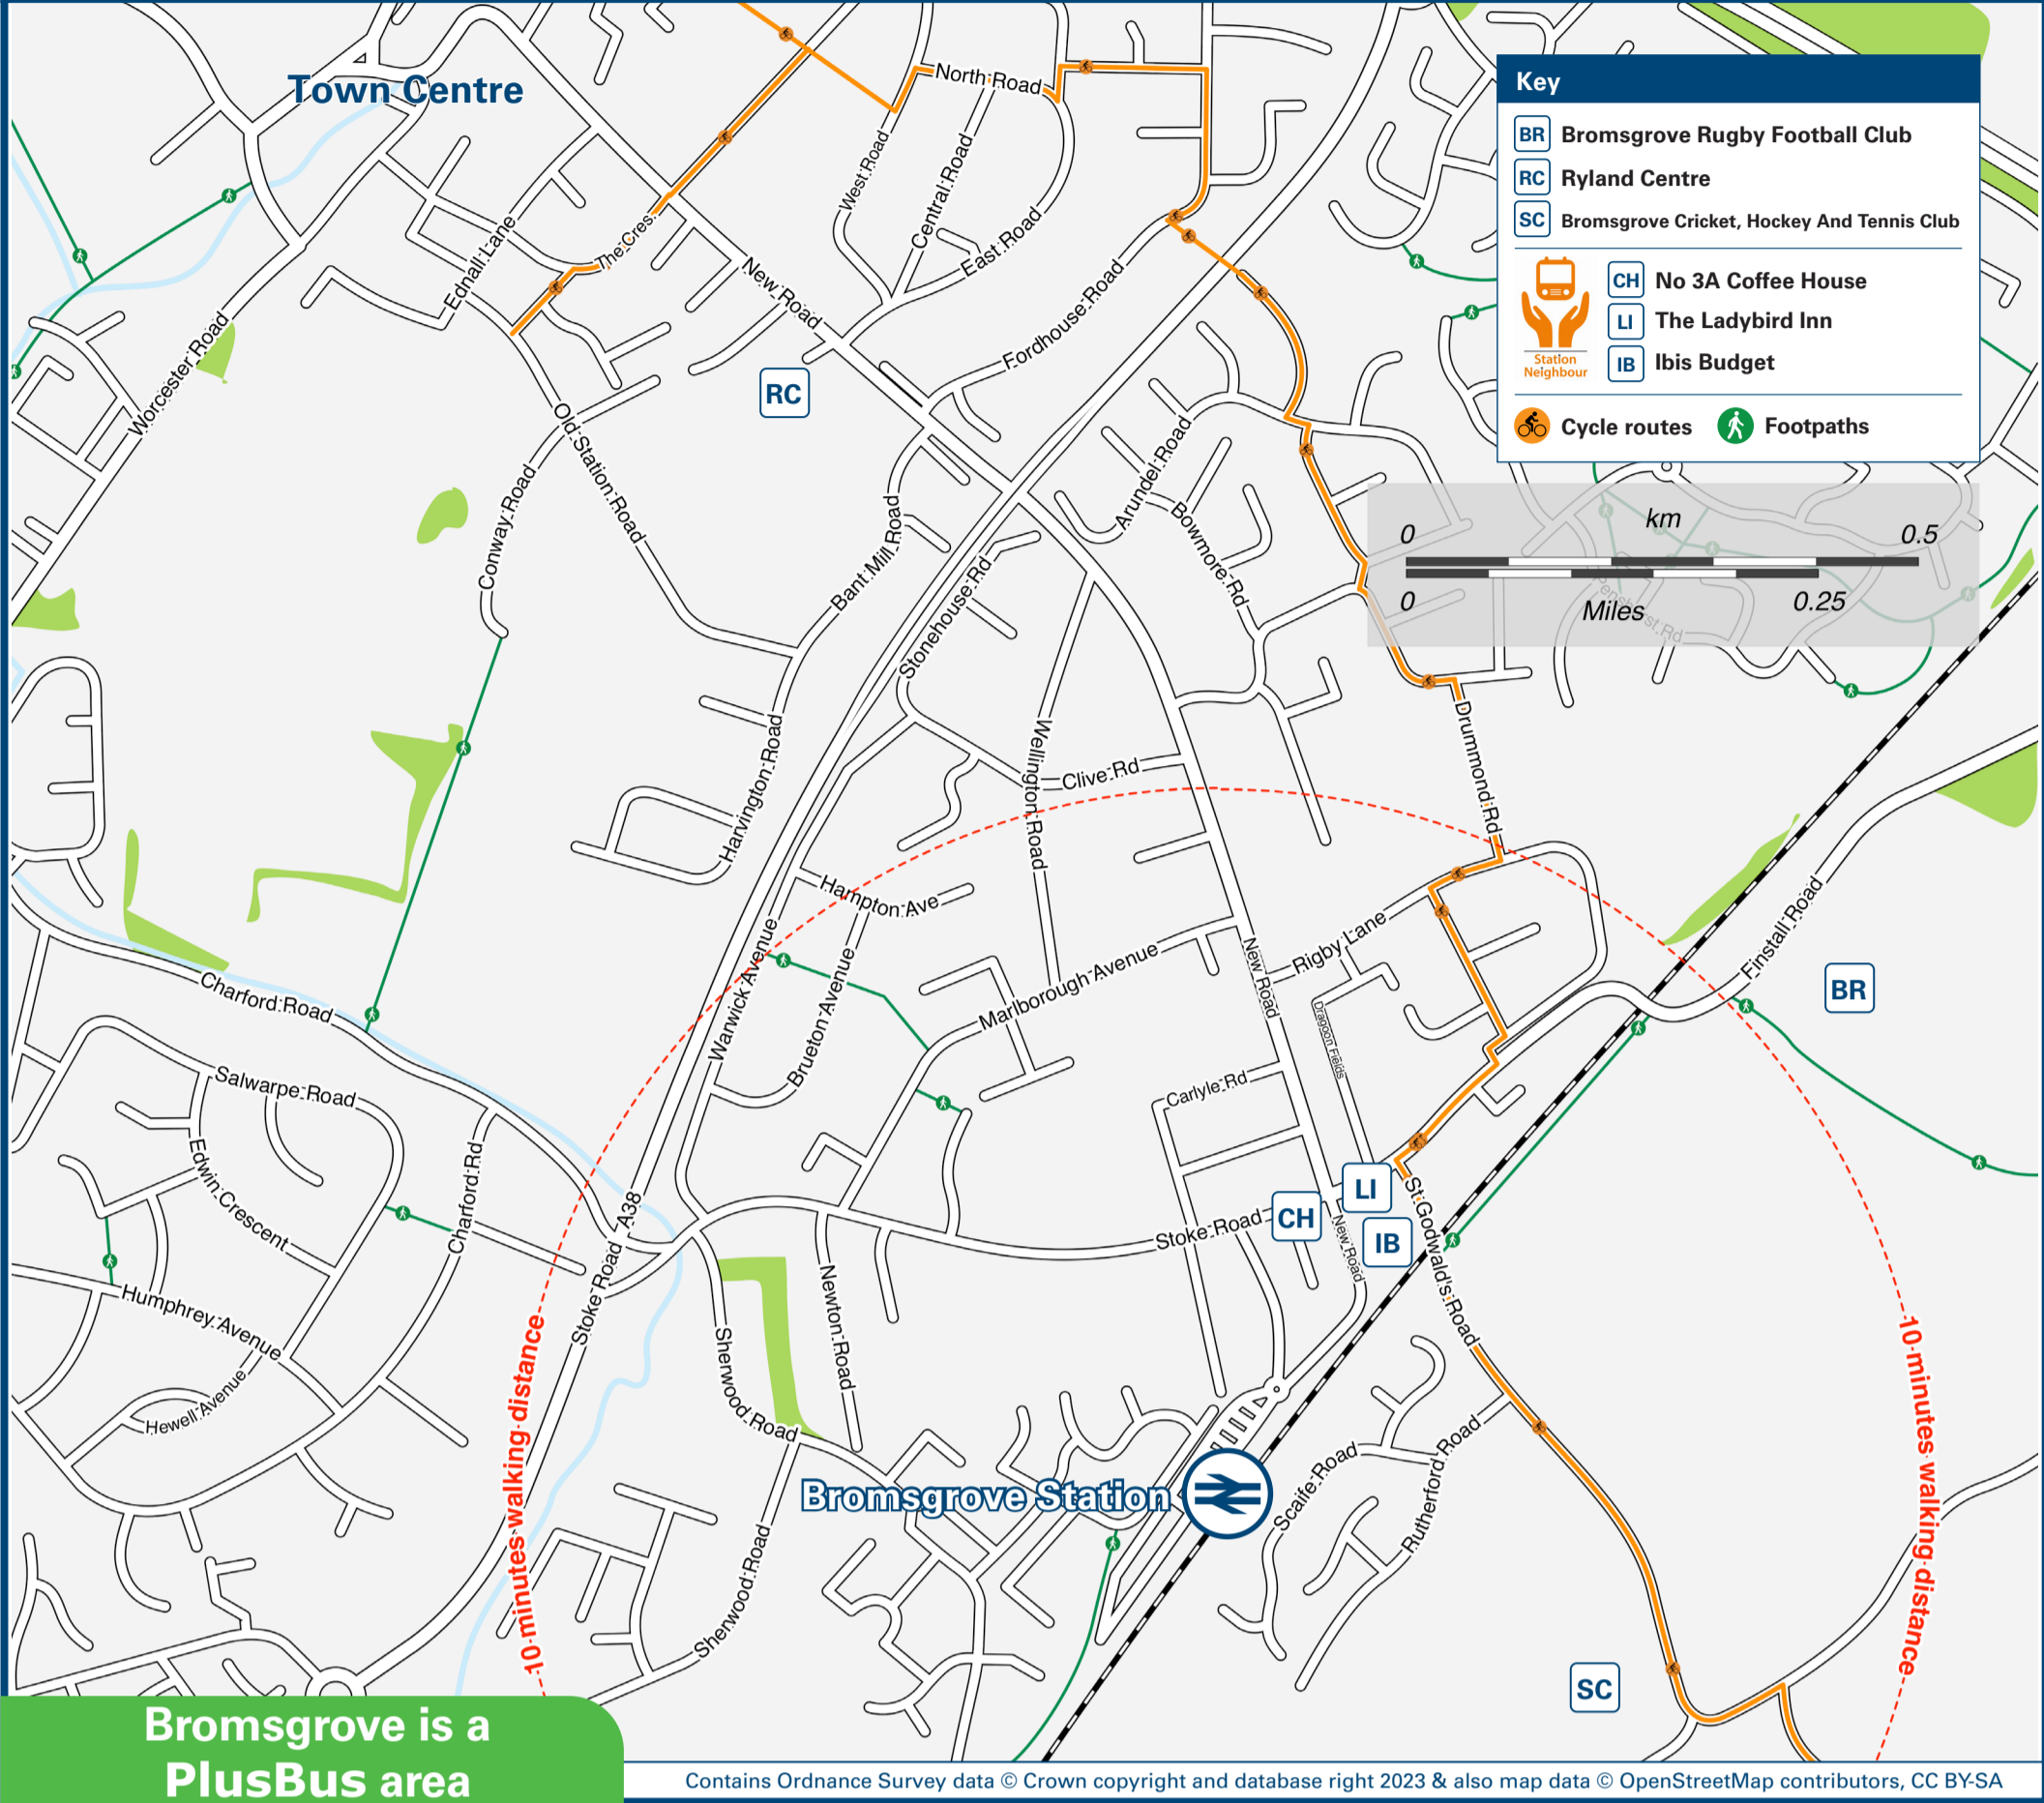 Town Centre
North Road
West Road
Central Road
East Road
The Cres.
Ednall Lane
New Road
Fordhouse Road
Worcester Road
RC
Old Station Road
Conway Road
Bant Mill Road
Stonehouse Rd
Arundel Road
Bowmore Rd
Key
BR Bromsgrove Rugby Football Club
RC Ryland Centre
SC Bromsgrove Cricket, Hockey And Tennis Club
Station
Neighbour
CH No 3A Coffee House
LI The Ladybird Inn
IB Ibis Budget
Cycle routes
Footpaths
km
0 0.5
0 Miles 0.25
Penshurst Rd
Drummond Rd
Wellington Road
Clive Rd
Harvington Road
Wellington Road
Hampton Ave
Warwick Avenue
Brueton Avenue
Marlborough Avenue
New Road
Rigby Lane
Dragoon Fields
Finstall Road
BR
Charford Road
Salwarpe Road
Edwin Crescent
Charford Rd
Carlyle Rd
A38
Stoke Road
Stoke Road
CH
LI
IB
New Road
St Godwald's Road
Humphrey Avenue
Hewell Avenue
Newton Road
Sherwood Road
10 minutes walking distance
10 minutes walking distance
Bromsgrove Station
Scaife Road
Rutherford Road
Sherwood Road
SC
Bromsgrove is a
PlusBus area
Contains Ordnance Survey data © Crown copyright and database right 2023 & also map data © OpenStreetMap contributors, CC BY-SA